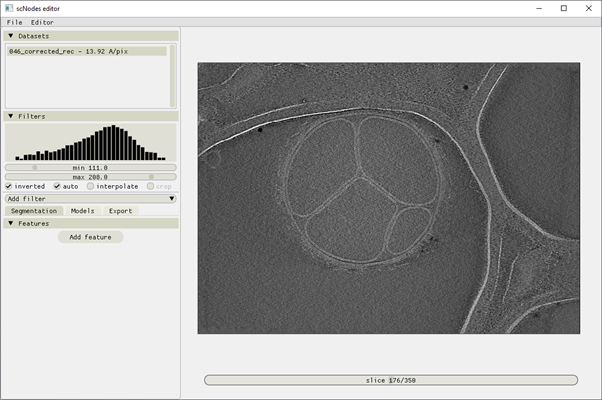 scNodes editor
File Editor
Datasets
046_corrected_rec - 13.92 A/pix
Filters
min 111.0
max 208.0
inverted auto interpolate crop
Add filter
Segmentation Models Export
Features
Add feature
slice 176/350